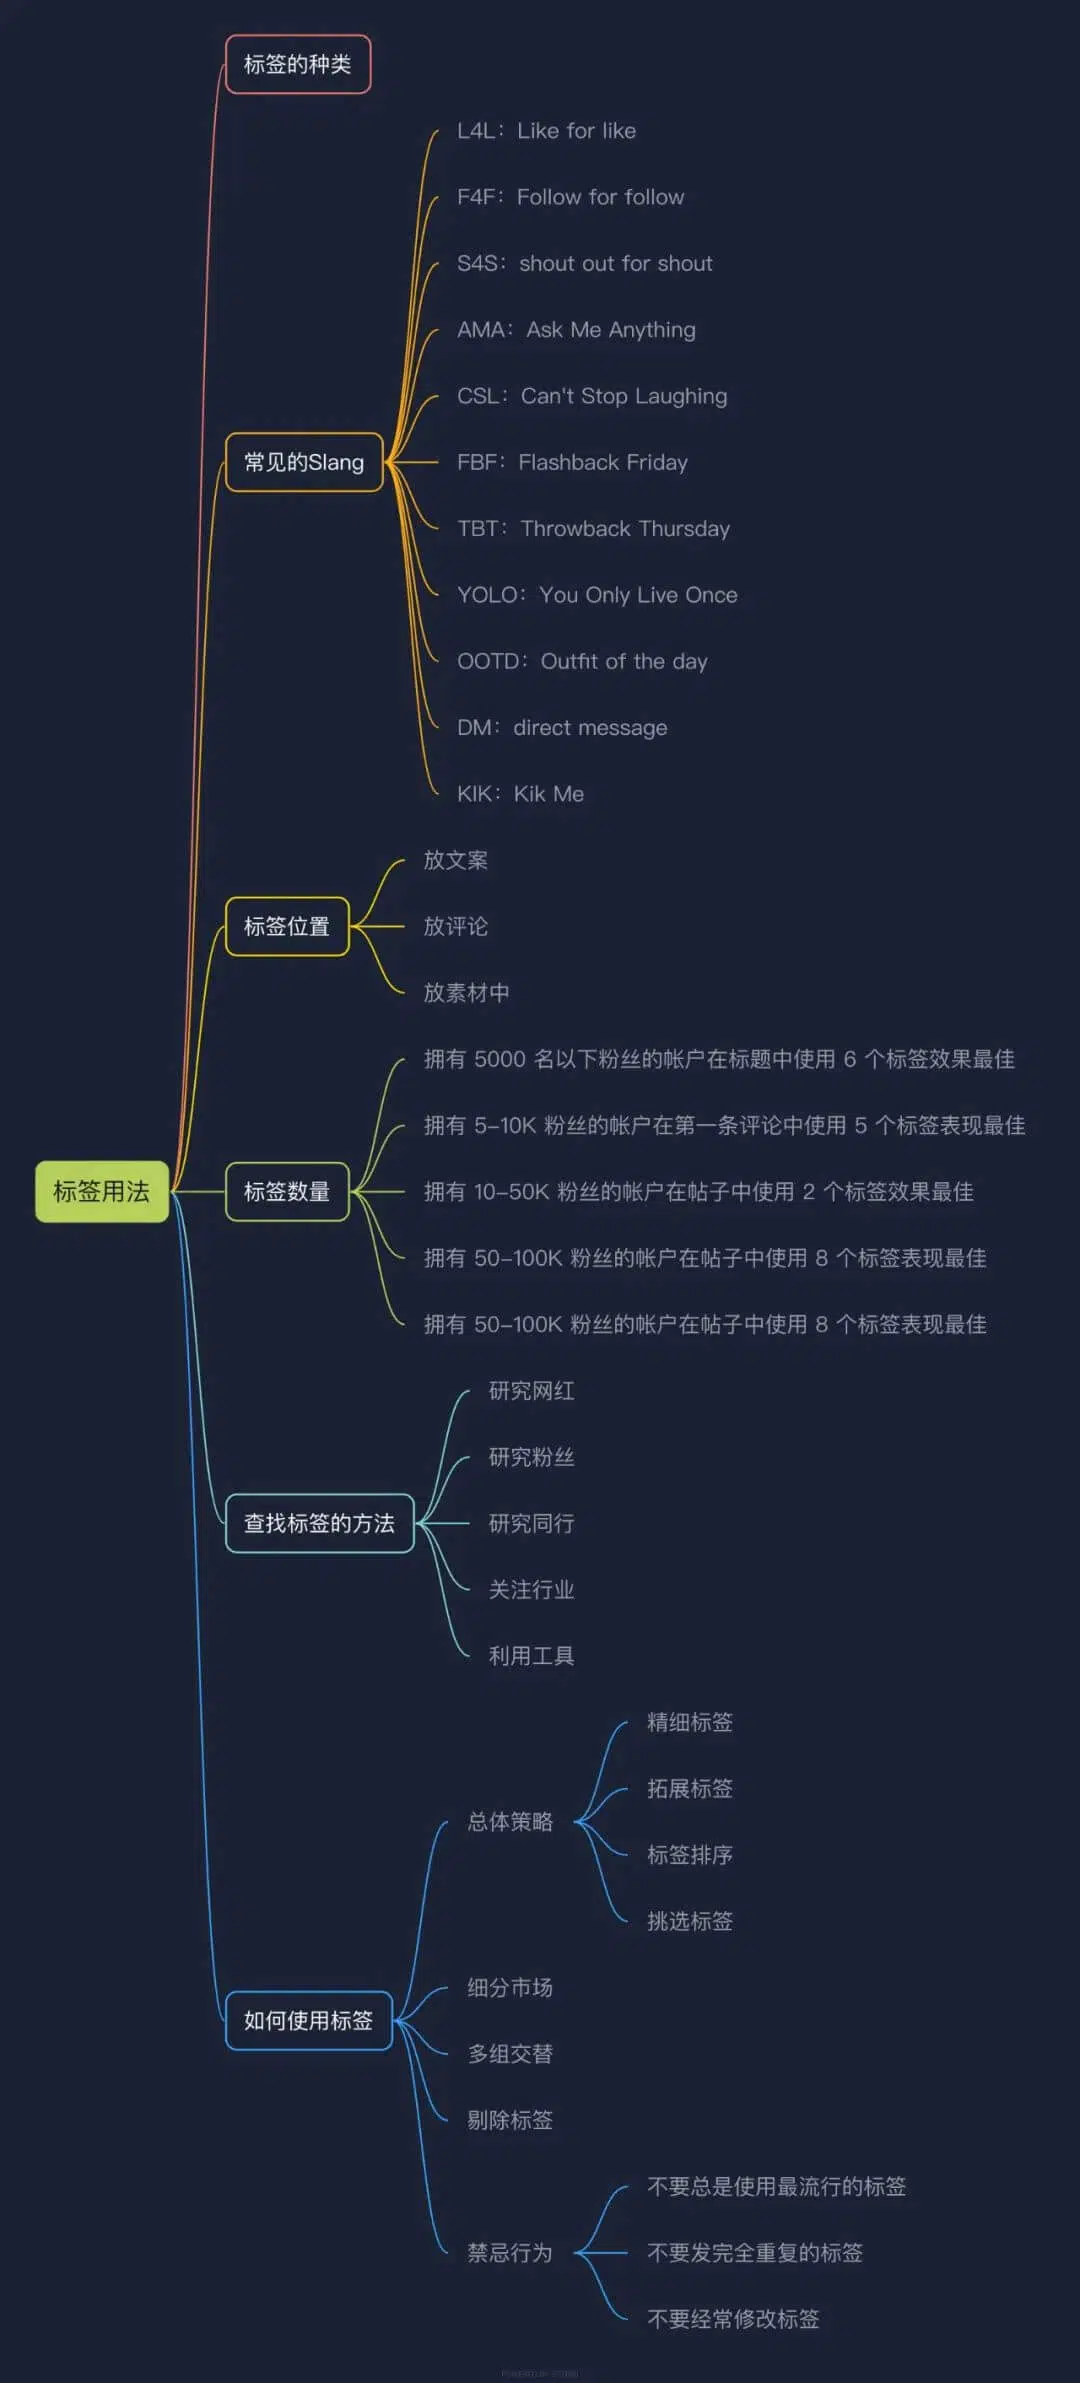 标签的种类
L4L：Like for like
F4F：Follow for follow
S4S：shout out for shout
AMA：Ask Me Anything
CSL：Can't Stop Laughing
常见的Slang
FBF：Flashback Friday
TBT：Throwback Thursday
YOLO：You Only Live Once
OOTD：Outfit of the day
DM：direct message
KIK：Kik Me
放文案
标签位置
放评论
放素材中
拥有 5000 名以下粉丝的帐户在标题中使用 6 个标签效果最佳
拥有 5-10K 粉丝的帐户在第一条评论中使用 5 个标签表现最佳
标签用法
标签数量
拥有 10-50K 粉丝的帐户在帖子中使用 2 个标签效果最佳
拥有 50-100K 粉丝的帐户在帖子中使用 8 个标签表现最佳
拥有 50-100K 粉丝的帐户在帖子中使用 8 个标签表现最佳
研究网红
研究粉丝
查找标签的方法
研究同行
关注行业
利用工具
精细标签
拓展标签
总体策略
标签排序
挑选标签
细分市场
如何使用标签
多组交替
剔除标签
不要总是使用最流行的标签
禁忌行为
不要发完全重复的标签
不要经常修改标签